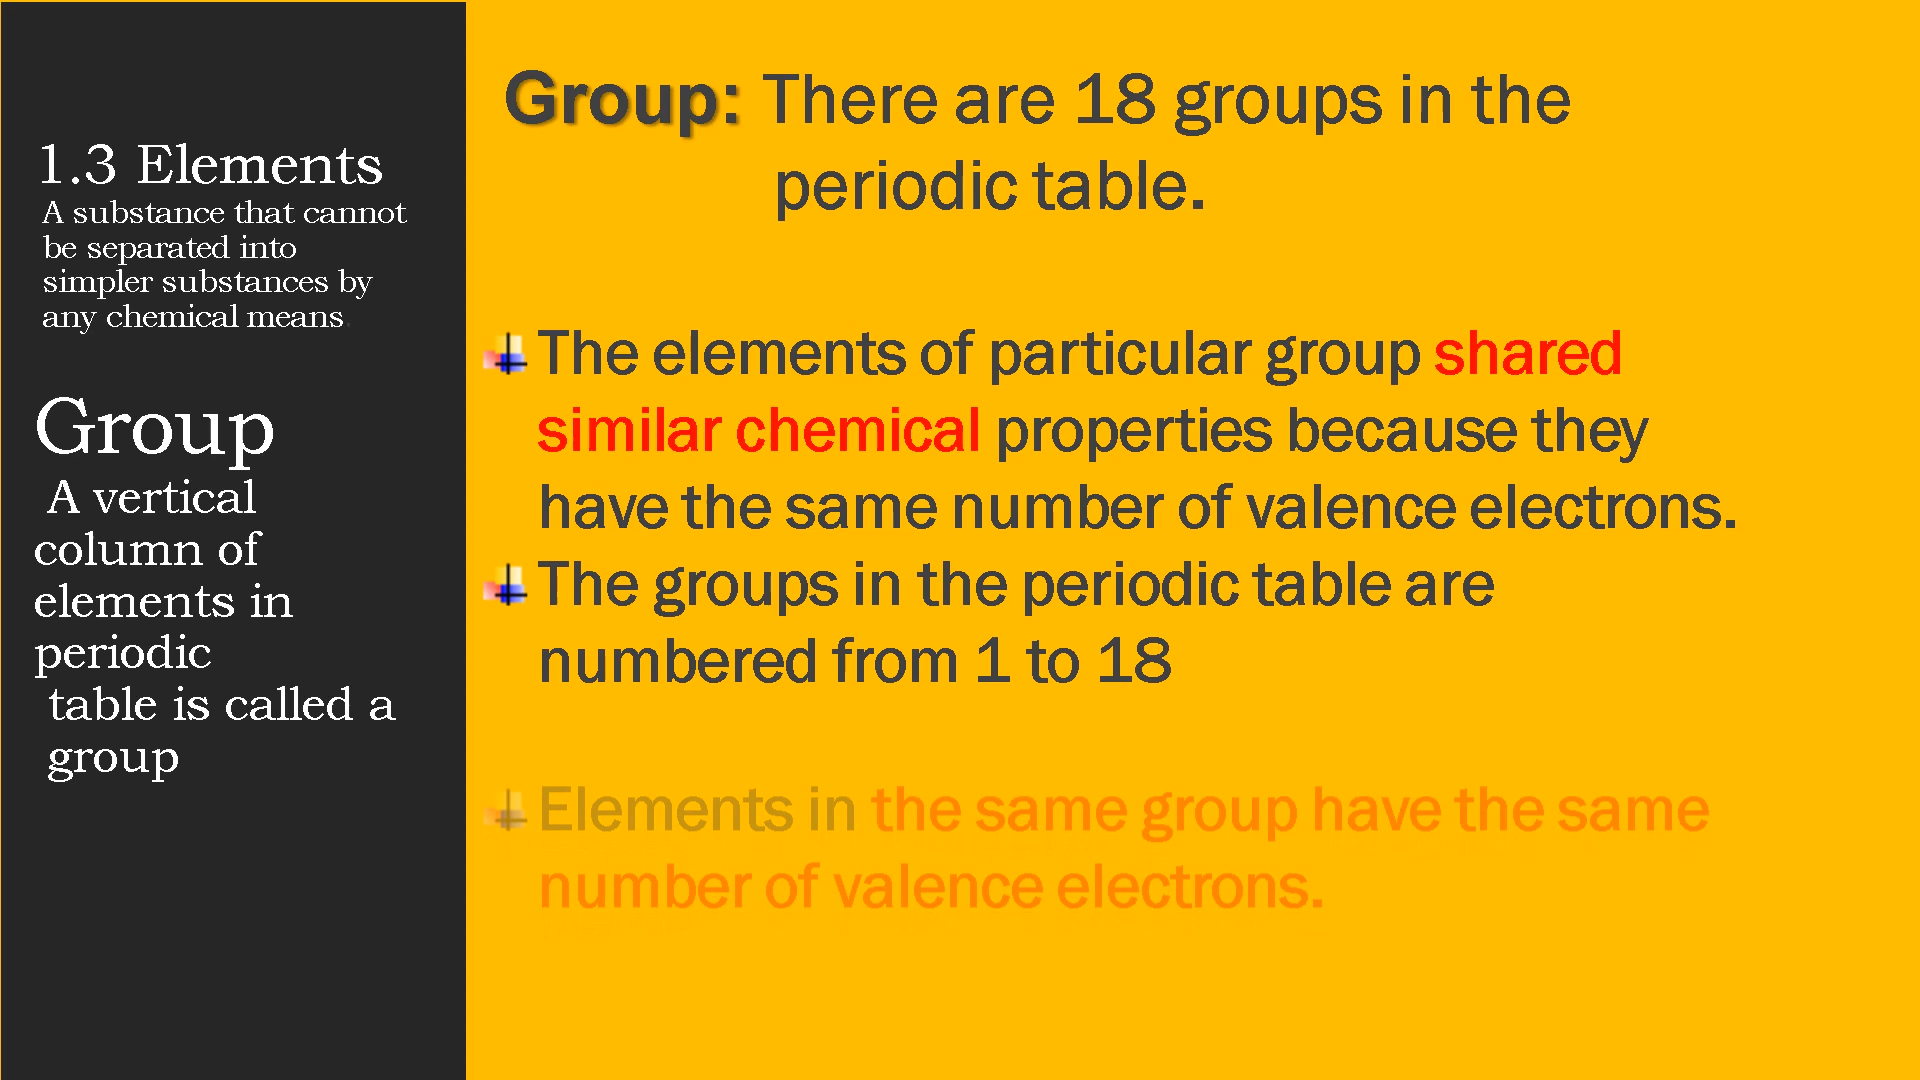 1.3 Elements
A substance that cannot
be separated into
simpler substances by
any chemical means
Group
A vertical
column of
elements in
periodic
table is called a
group
Group: There are 18 groups in the
periodic table.
The elements of particular group shared
similar chemical properties because they
have the same number of valence electrons.
The groups in the periodic table are
numbered from 1 to 18
Elements in the same group have the same
number of valence electrons.